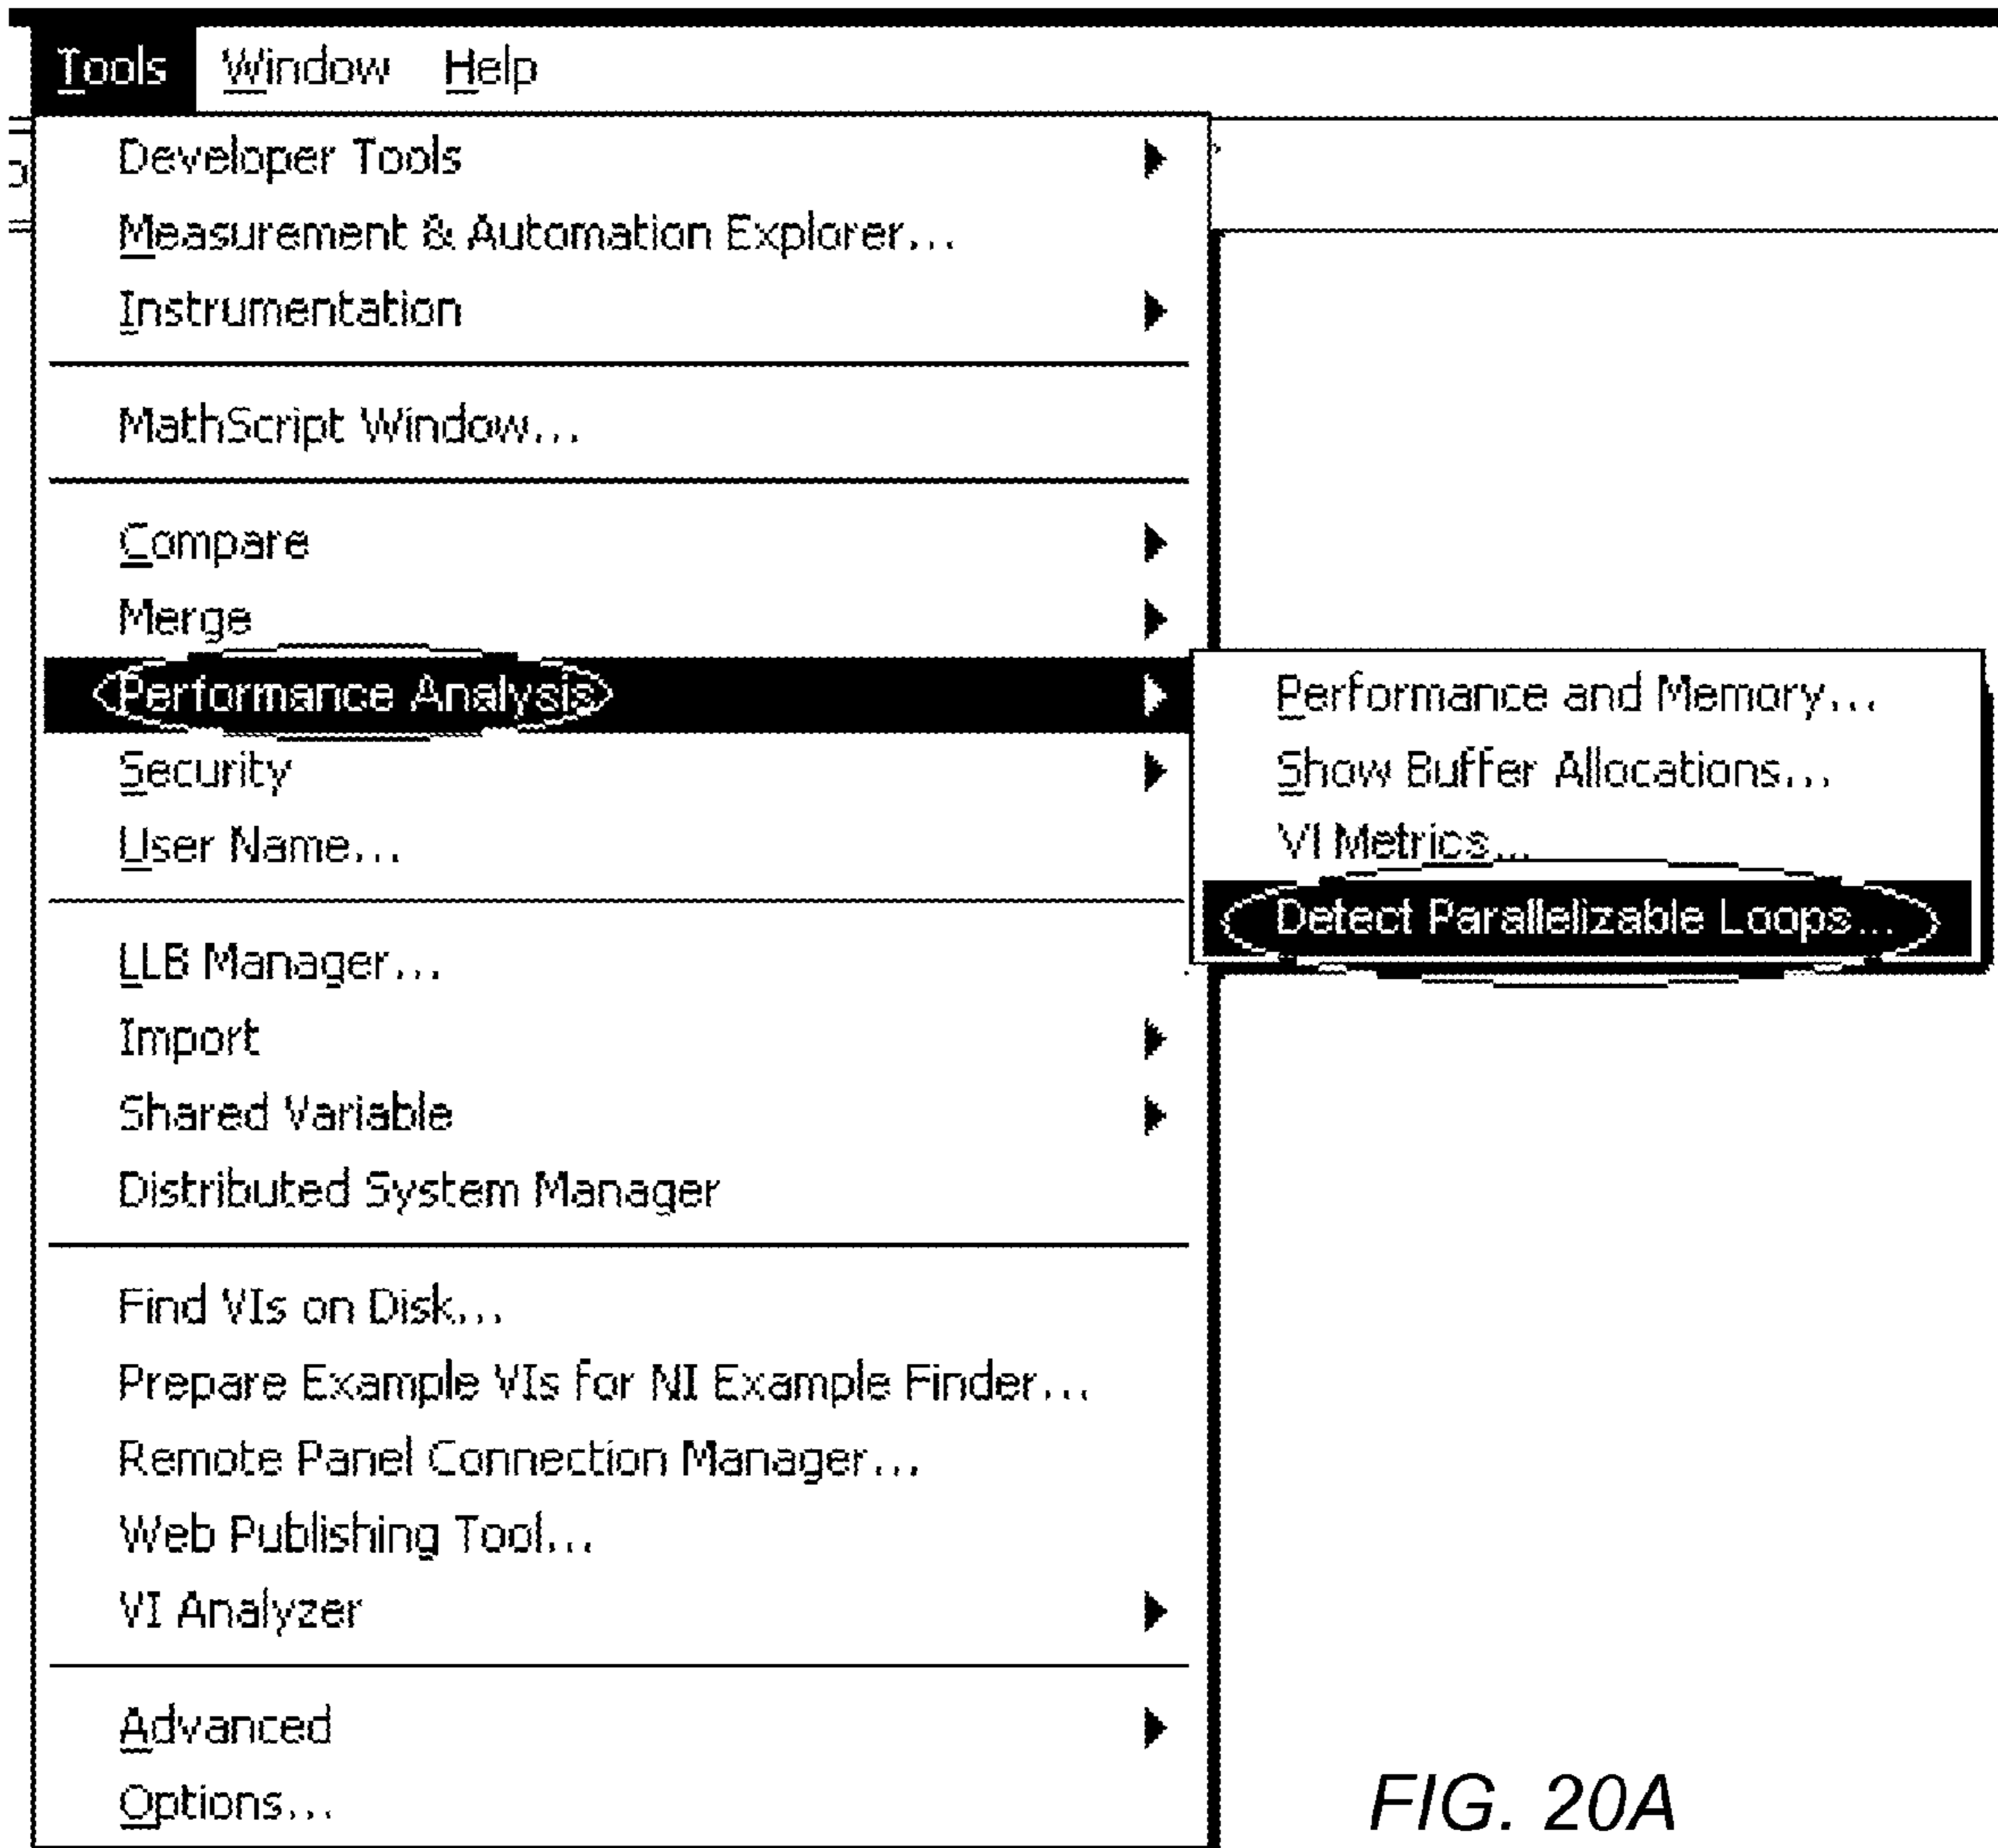 Tools Window Help
Developer Tools
Measurement & Automation Explorer...
Instrumentation
MathScript Window...
Compare
Merge
Performance Analysis
Security
User Name...
LLB Manager...
Import
Shared Variable
Distributed System Manager
Find VIs on Disk...
Prepare Example VIs for NI Example Finder...
Remote Panel Connection Manager...
Web Publishing Tool...
VI Analyzer
Advanced
Options...
Performance and Memory...
Show Buffer Allocations...
VI Metrics...
Detect Parallelizable Loops...
FIG. 20A